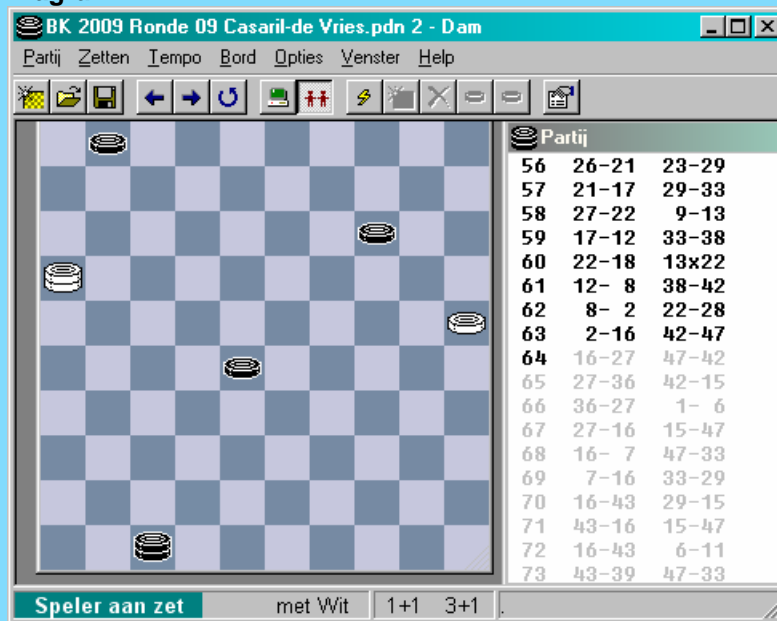 BK 2009 Ronde 09 Casaril-de Vries.pdn 2 - Dam
Partij Zetten Tempo Bord Opties Venster Help
Partij
56 26-21 23-29
57 21-17 29-33
58 27-22 9-13
59 17-12 33-38
60 22-18 13x22
61 12- 8 38-42
62 8- 2 22-28
63 2-16 42-47
64 16-27 47-42
65 27-36 42-15
66 36-27 1- 6
67 27-16 15-47
68 16- 7 47-33
69 7-16 33-29
70 16-43 29-15
71 43-16 15-47
72 16-43 6-11
73 43-39 47-33
Speler aan zet met Wit 1+1 3+1 .